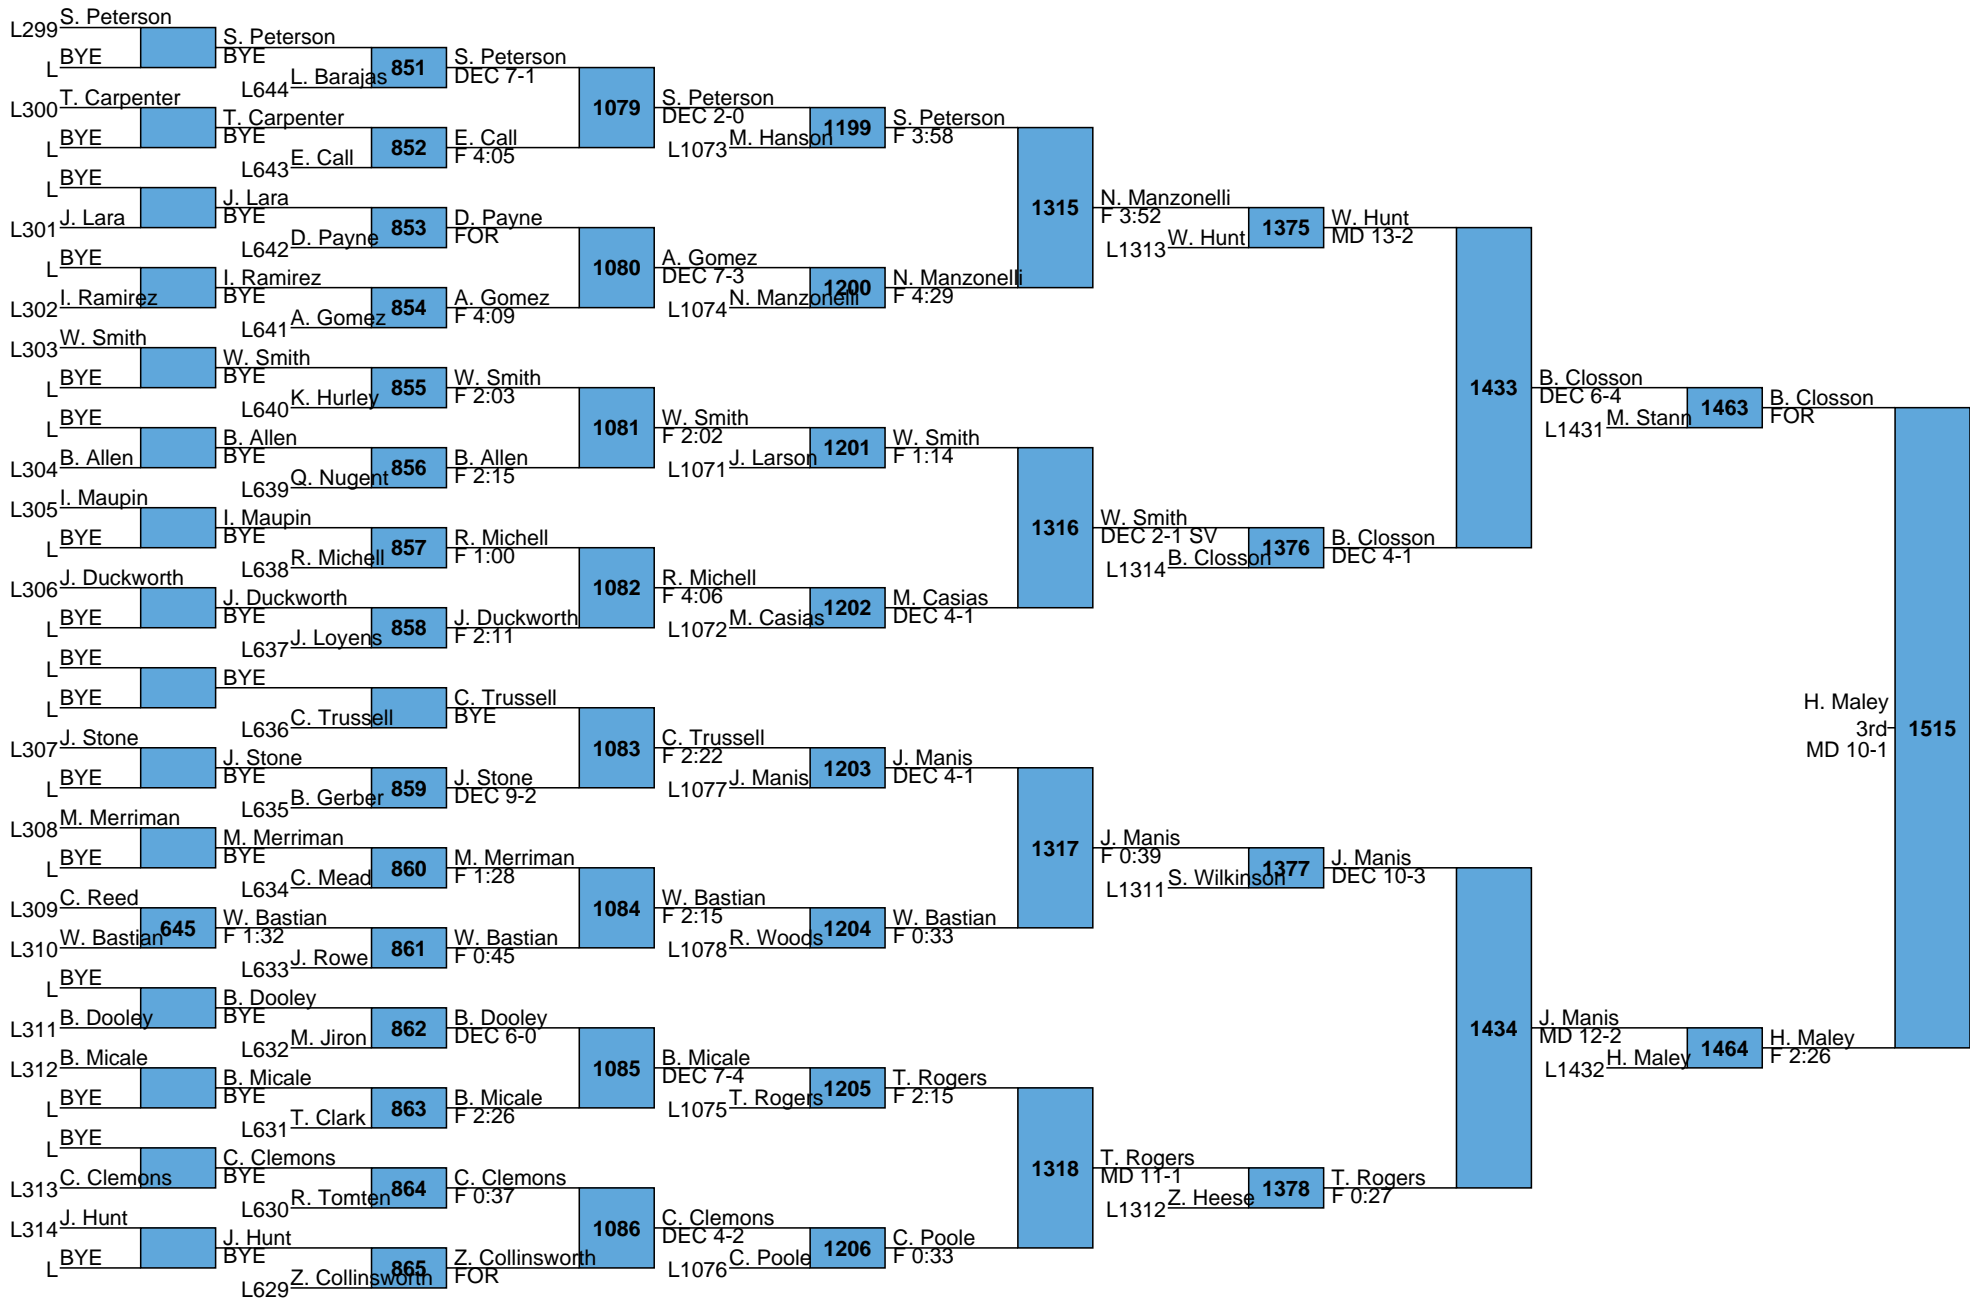 S. Peterson
L299
BYE
L
S. Peterson
BYE
L. Barajas
L644
851
S. Peterson
DEC 7-1
T. Carpenter
L300
BYE
L
T. Carpenter
BYE
E. Call
L643
852
E. Call
F 4:05
1079
S. Peterson
DEC 2-0
M. Hanson
L1073
1199
S. Peterson
F 3:58
BYE
L
J. Lara
L301
J. Lara
BYE
D. Payne
L642
853
D. Payne
FOR
BYE
L
I. Ramirez
L302
I. Ramirez
BYE
A. Gomez
L641
854
A. Gomez
F 4:09
1080
A. Gomez
DEC 7-3
N. Manzonelli
L1074
1200
N. Manzonelli
F 4:29
1315
N. Manzonelli
F 3:52
W. Hunt
L1313
1375
W. Hunt
MD 13-2
W. Smith
L303
BYE
L
W. Smith
BYE
K. Hurley
L640
855
W. Smith
F 2:03
BYE
L
B. Allen
L304
B. Allen
BYE
Q. Nugent
L639
856
B. Allen
F 2:15
1081
W. Smith
F 2:02
J. Larson
L1071
1201
W. Smith
F 1:14
I. Maupin
L305
BYE
L
I. Maupin
BYE
R. Michell
L638
857
R. Michell
F 1:00
J. Duckworth
L306
BYE
L
J. Duckworth
BYE
J. Loyens
L637
858
J. Duckworth
F 2:11
1082
R. Michell
F 4:06
M. Casias
L1072
1202
M. Casias
DEC 4-1
1316
W. Smith
DEC 2-1 SV
B. Closson
L1314
1376
B. Closson
DEC 4-1
1433
B. Closson
DEC 6-4
M. Stann
L1431
1463
B. Closson
FOR
BYE
L
BYE
L
BYE
C. Trussell
L636
C. Trussell
BYE
J. Stone
L307
BYE
L
J. Stone
BYE
B. Gerber
L635
859
J. Stone
DEC 9-2
1083
C. Trussell
F 2:22
J. Manis
L1077
1203
J. Manis
DEC 4-1
M. Merriman
L308
BYE
L
M. Merriman
BYE
C. Mead
L634
860
M. Merriman
F 1:28
C. Reed
L309
W. Bastian
L310
645
W. Bastian
F 1:32
J. Rowe
L633
861
W. Bastian
F 0:45
1084
W. Bastian
F 2:15
R. Woods
L1078
1204
W. Bastian
F 0:33
1317
J. Manis
F 0:39
S. Wilkinson
L1311
1377
J. Manis
DEC 10-3
BYE
L
B. Dooley
L311
B. Dooley
BYE
M. Jiron
L632
862
B. Dooley
DEC 6-0
B. Micale
L312
BYE
L
B. Micale
BYE
T. Clark
L631
863
B. Micale
F 2:26
1085
B. Micale
DEC 7-4
T. Rogers
L1075
1205
T. Rogers
F 2:15
BYE
L
C. Clemons
L313
C. Clemons
BYE
R. Tomten
L630
864
C. Clemons
F 0:37
J. Hunt
L314
BYE
L
J. Hunt
BYE
Z. Collinsworth
L629
865
Z. Collinsworth
FOR
1086
C. Clemons
DEC 4-2
C. Poole
L1076
1206
C. Poole
F 0:33
1318
T. Rogers
MD 11-1
Z. Heese
L1312
1378
T. Rogers
F 0:27
1434
J. Manis
MD 12-2
H. Maley
L1432
1464
H. Maley
F 2:26
H. Maley
3rd
MD 10-1
1515